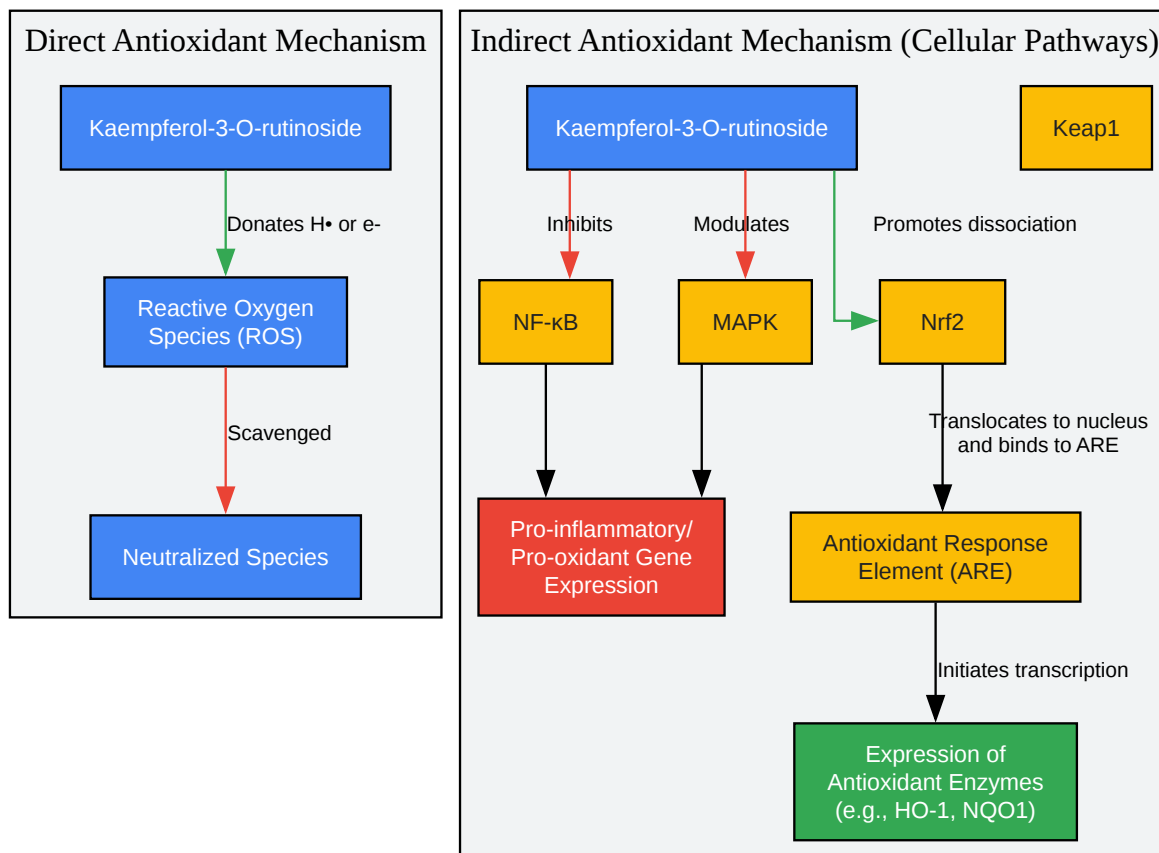 Direct Antioxidant Mechanism
Kaempferol-3-O-rutinoside
Donates H• or e-
Reactive Oxygen
Species (ROS)
Scavenged
Neutralized Species
Indirect Antioxidant Mechanism (Cellular Pathways)
Kaempferol-3-O-rutinoside
Keap1
Inhibits
Modulates
Promotes dissociation
NF-κB
MAPK
Nrf2
Translocates to nucleus
and binds to ARE
Pro-inflammatory/
Pro-oxidant Gene
Expression
Antioxidant Response
Element (ARE)
Initiates transcription
Expression of
Antioxidant Enzymes
(e.g., HO-1, NQO1)